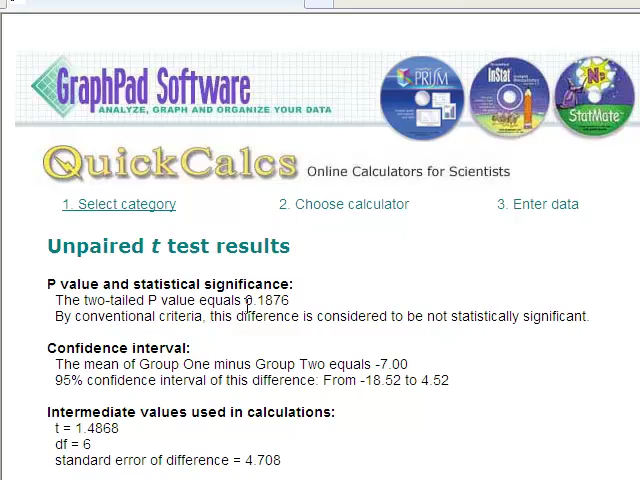 GraphPad Software
ANALYZE, GRAPH AND ORGANIZE YOUR DATA
PRISM
InStat
StatMate
QuickCalcs Online Calculators for Scientists
1. Select category 2. Choose calculator 3. Enter data
Unpaired t test results
P value and statistical significance:
The two-tailed P value equals 0.1876
By conventional criteria, this difference is considered to be not statistically significant.
Confidence interval:
The mean of Group One minus Group Two equals -7.00
95% confidence interval of this difference: From -18.52 to 4.52
Intermediate values used in calculations:
t = 1.4868
df = 6
standard error of difference = 4.708